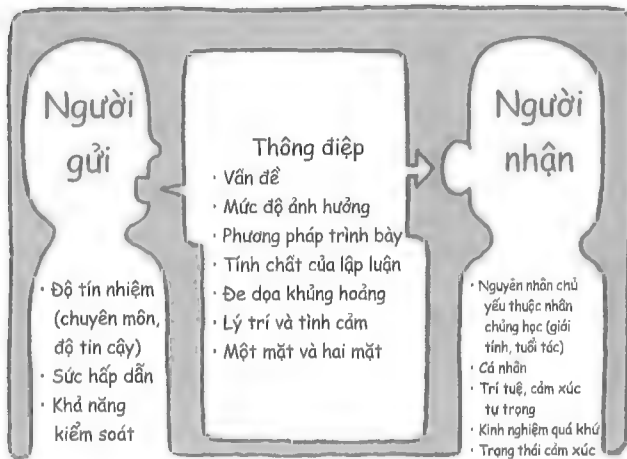 Người
gửi
· Độ tín nhiệm
(chuyên môn,
độ tin cậy)
· Sức hấp dẫn
· Khả năng
kiểm soát
Thông điệp
· Vấn đề
· Mức độ ảnh hưởng
· Phương pháp trình bày
· Tính chất của lập luận
· Đe dọa khủng hoảng
· Lý trí và tình cảm
· Một mặt và hai mặt
Người
nhận
· Nguyên nhân chủ
yếu thuộc nhân
chủng học (giới
tính, tuổi tác)
· Cá nhân
· Trí tuệ, cảm xúc
tự trọng
· Kinh nghiệm quá khứ
· Trạng thái cảm xúc